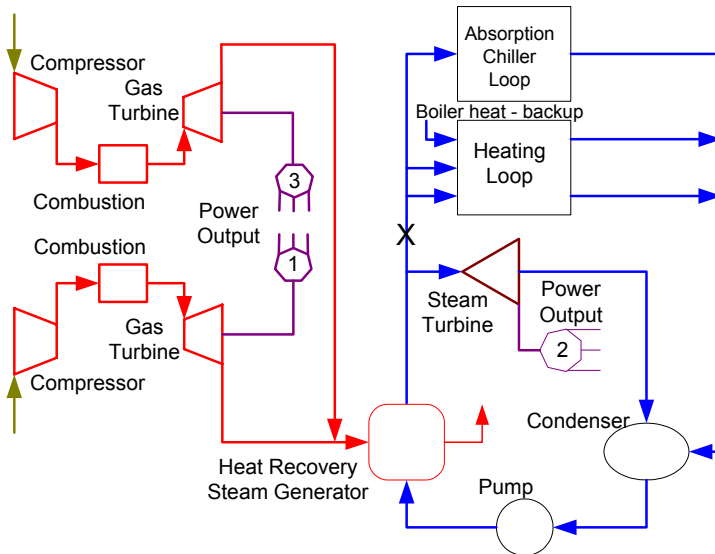 Compressor
Gas
Turbine
Combustion
3
Power
Output
Combustion
1
Gas
Turbine
Compressor
Heat Recovery
Steam Generator
Absorption
Chiller
Loop
Boiler heat - backup
Heating
Loop
X
Steam
Turbine
Power
Output
2
Condenser
Pump